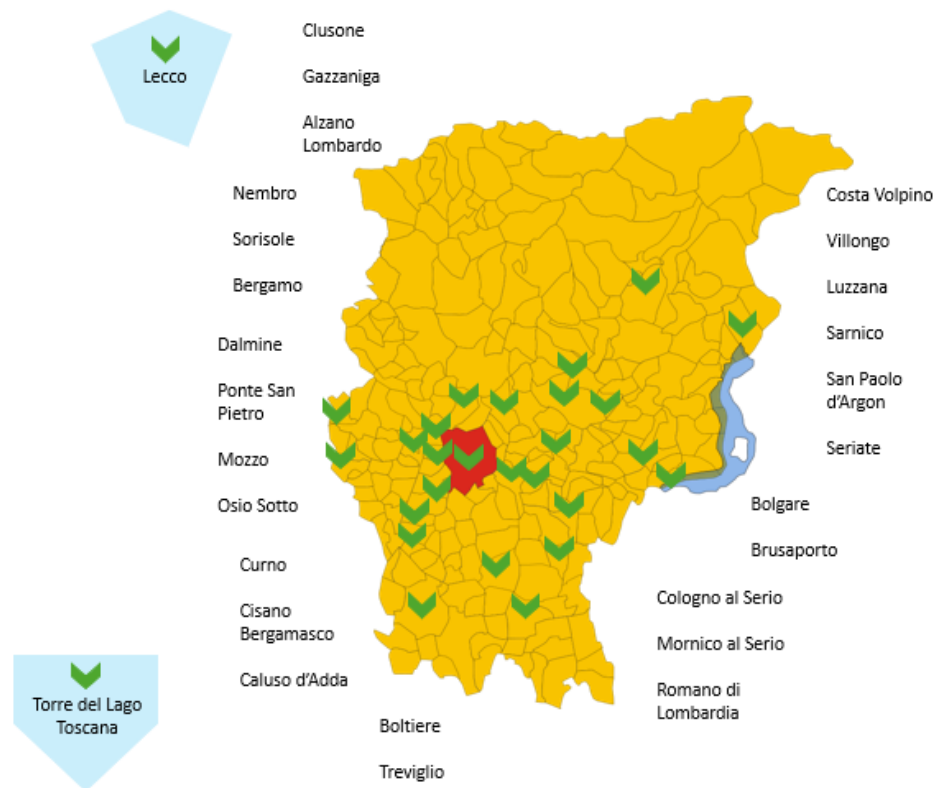 Lecco
Clusone
Gazzaniga
Alzano
Lombardo
Nembro
Sorisole
Bergamo
Dalmine
Ponte San
Pietro
Mozzo
Osio Sotto
Curno
Cisano
Bergamasco
Caluso d'Adda
Torre del Lago
Toscana
Boltiere
Treviglio
Costa Volpino
Villongo
Luzzana
Sarnico
San Paolo
d'Argon
Seriate
Bolgare
Brusaporto
Cologno al Serio
Mornico al Serio
Romano di
Lombardia